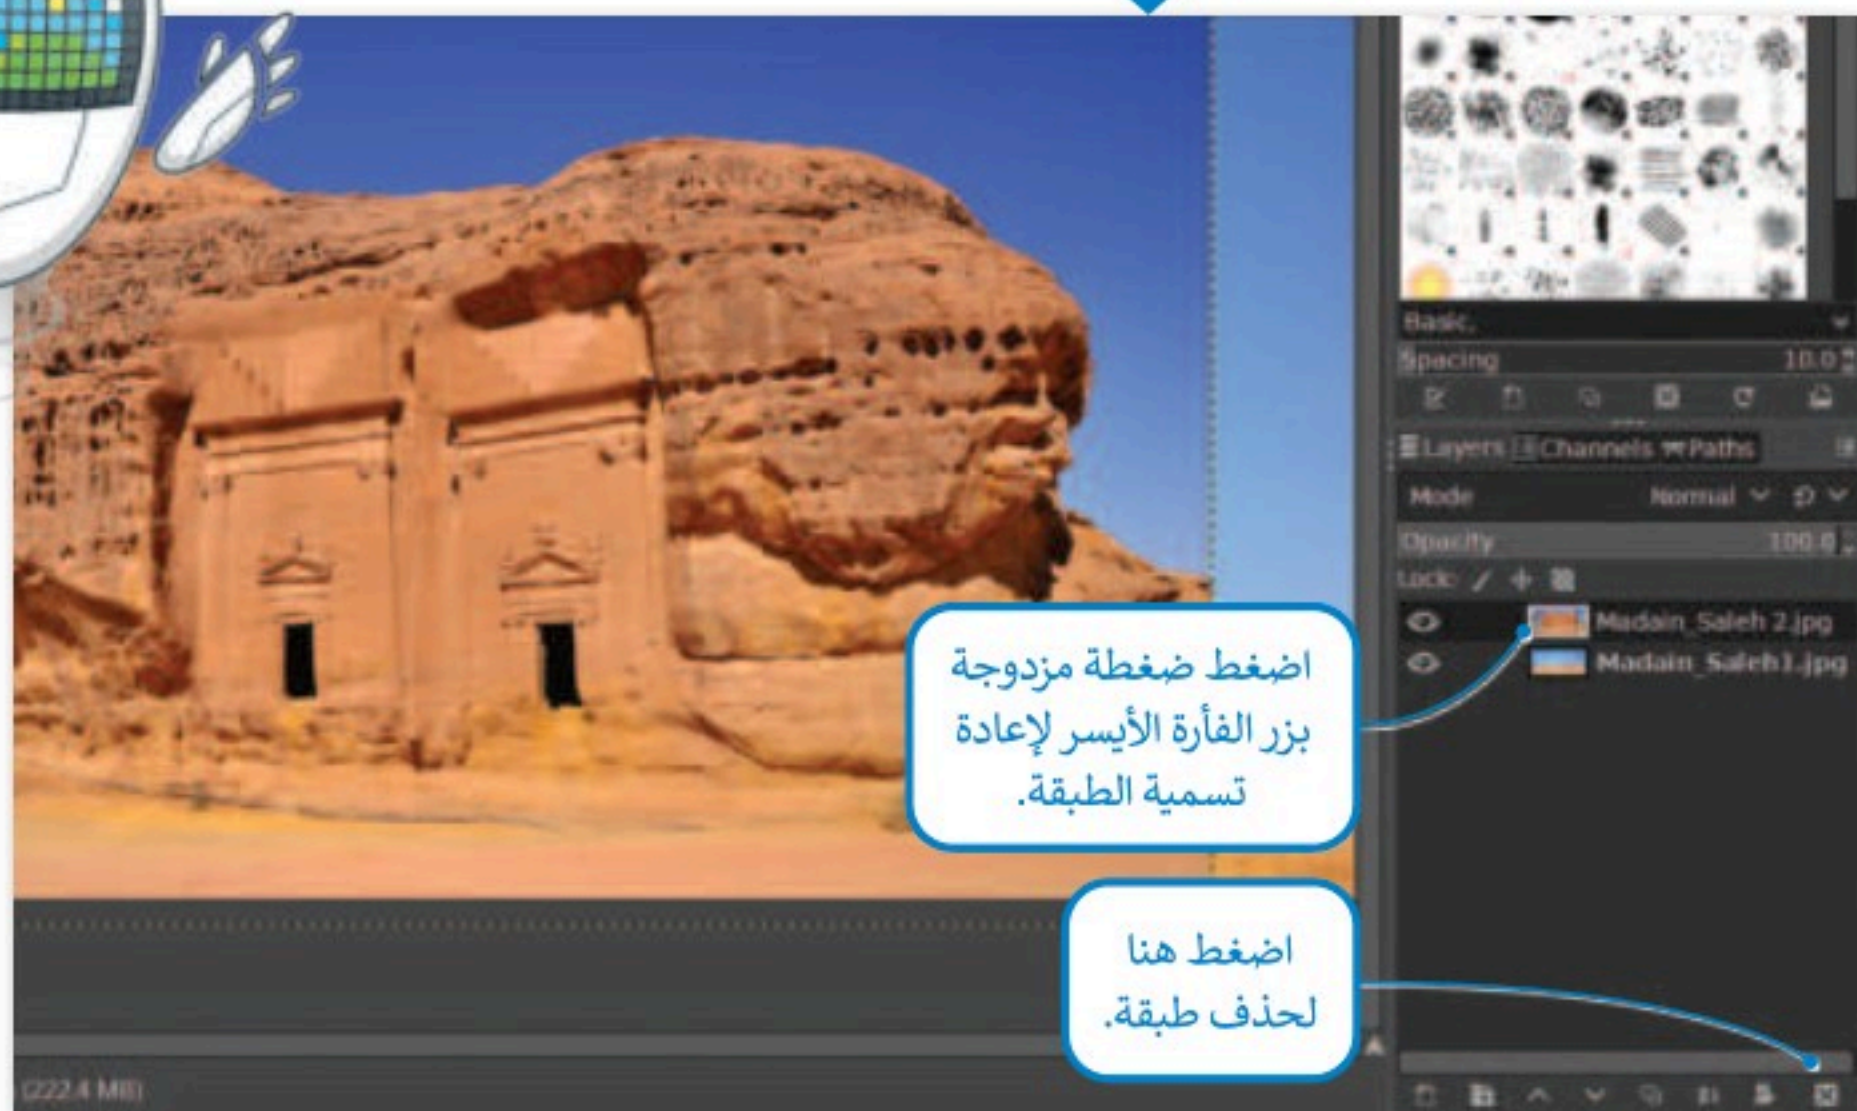 Basic,
Spacing 10.0
Layers Channels Paths
Mode Normal
Opacity 100.0
Lock:
Madain_Saleh 2.jpg
Madain_Saleh1.jpg
اضغط ضغطة مزدوجة
بزر الفأرة الأيسر لإعادة
تسمية الطبقة.
اضغط هنا
لحذف طبقة.
(222.4 MB)